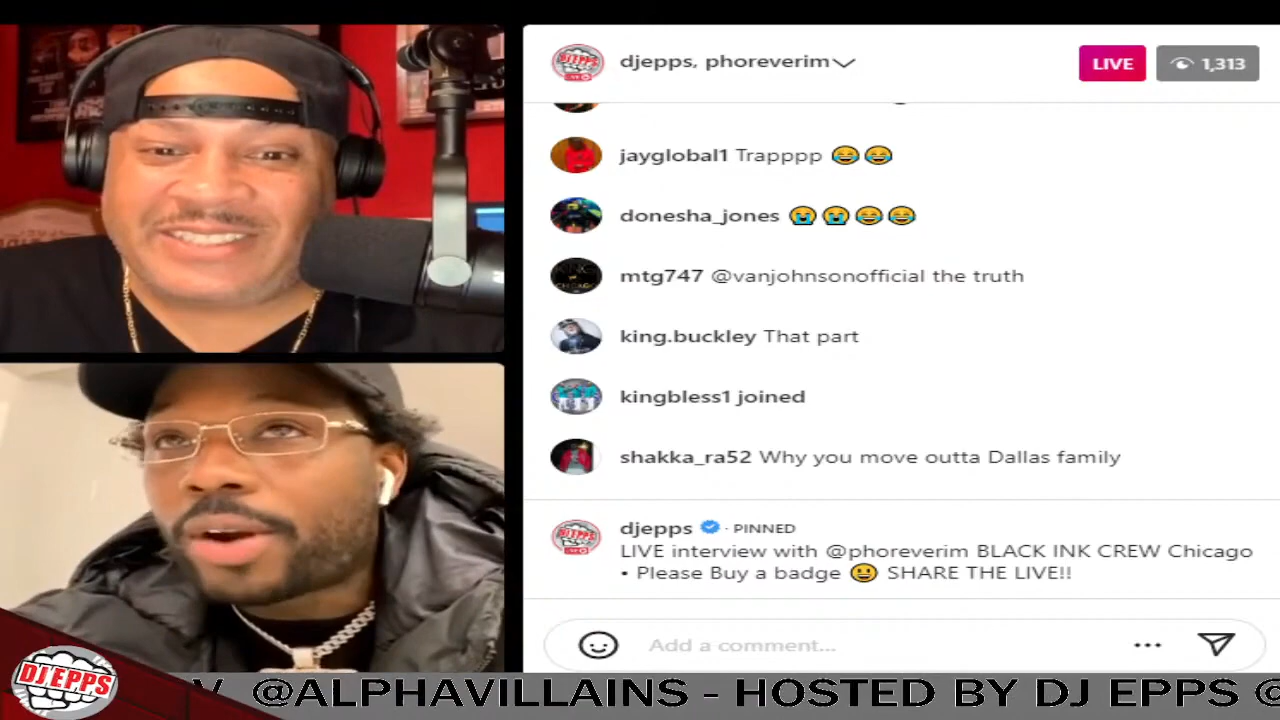 djepps, phoreverim
LIVE
1,313
jayglobal1 Trapppp 😂😂
donesha_jones 😭😭😂😂
mtg747 @vanjohnsonofficial the truth
king.buckley That part
kingbless1 joined
shakka_ra52 Why you move outta Dallas family
djepps · PINNED
LIVE interview with @phoreverim BLACK INK CREW Chicago
• Please Buy a badge 😃 SHARE THE LIVE!!
Add a comment...
DJ EPPS
@ALPHAVILLAINS - HOSTED BY DJ EPPS